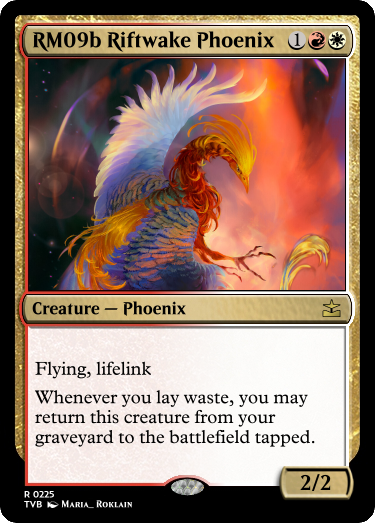 RM09b Riftwake Phoenix 1
Creature — Phoenix
Flying, lifelink
Whenever you lay waste, you may
return this creature from your
graveyard to the battlefield tapped.
2/2
R 0225
TVB Maria_ Roklain